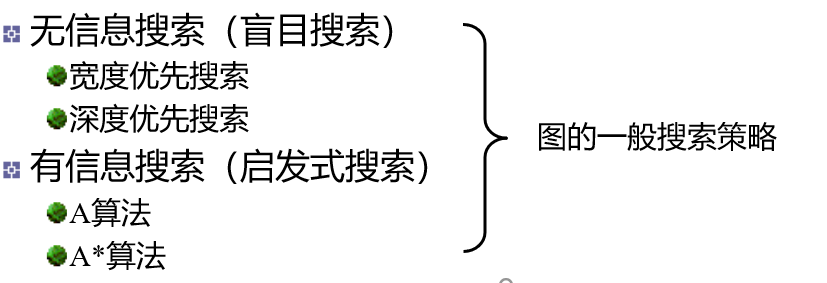 无信息搜索（盲目搜索）
宽度优先搜索
深度优先搜索
有信息搜索（启发式搜索）
A算法
A*算法
图的一般搜索策略